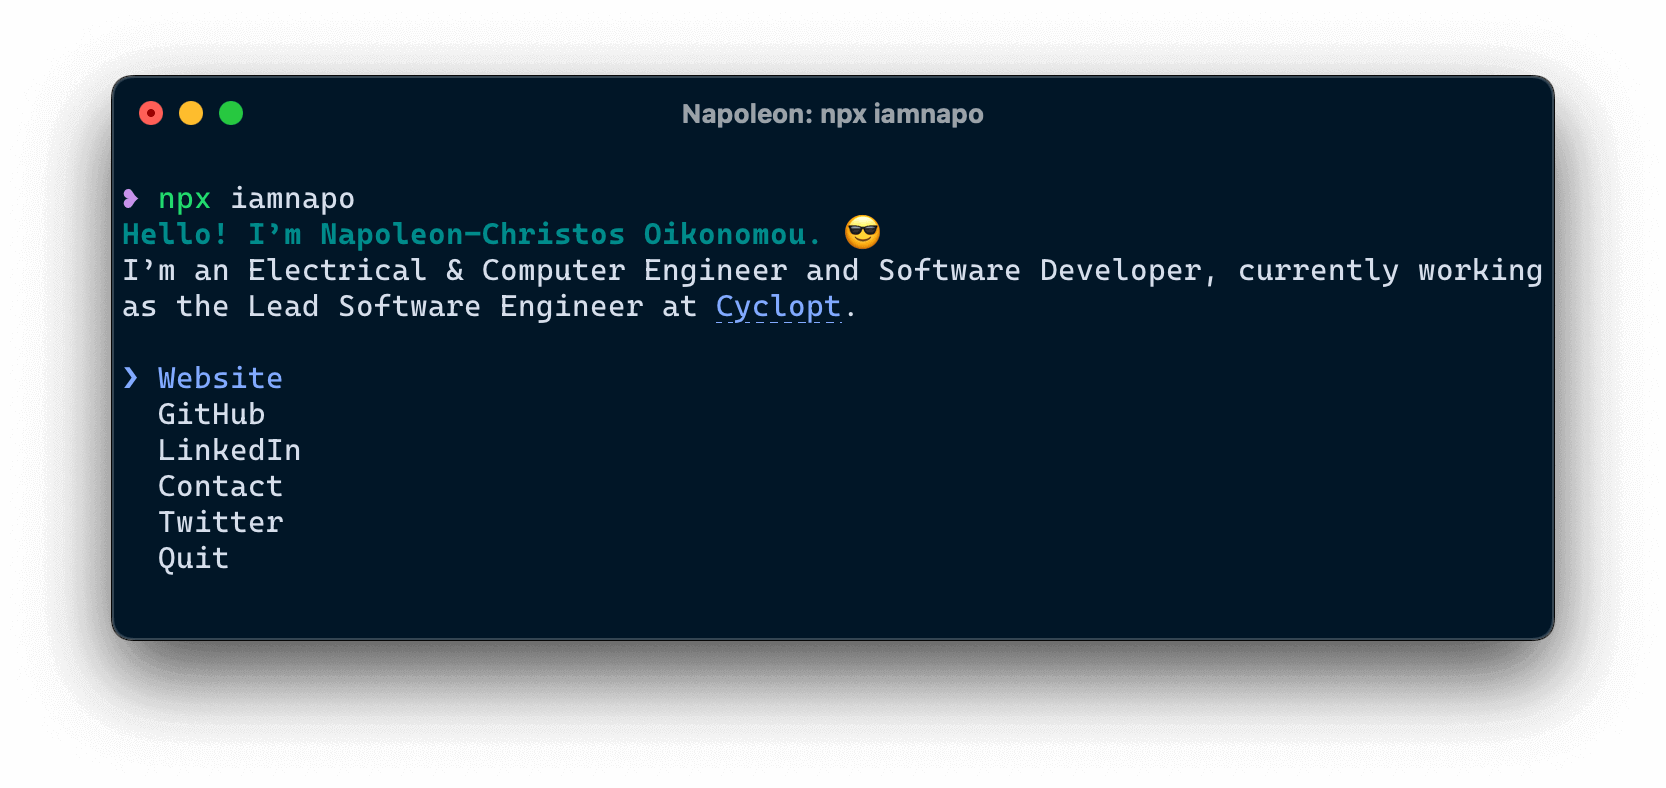 Napoleon: npx iamnapo
❥ npx iamnapo
Hello! I’m Napoleon-Christos Oikonomou. 😎
I’m an Electrical & Computer Engineer and Software Developer, currently working
as the Lead Software Engineer at Cyclopt.
❯ Website
GitHub
LinkedIn
Contact
Twitter
Quit